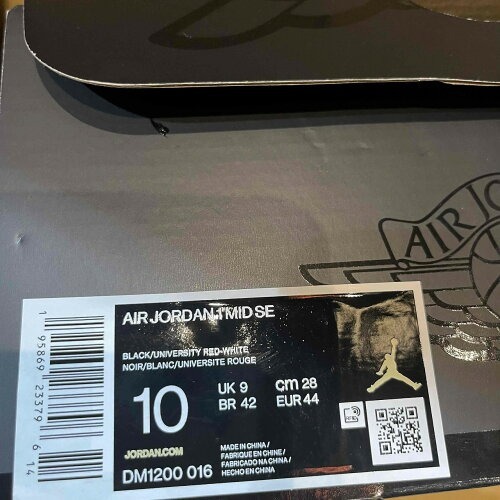 AIR JO
AIR JORDAN 1 MID SE
BLACK/UNIVERSITY RED-WHITE
NOIR/BLANC/UNIVERSITE ROUGE
10
UK 9
cm 28
BR 42
EUR 44
JORDAN.COM
DM1200 016
MADE IN CHINA/
FABRIQUE EN CHINE/
FABRICADO NA CHINA/
HECHO EN CHINA
1 95869 23379 6 14